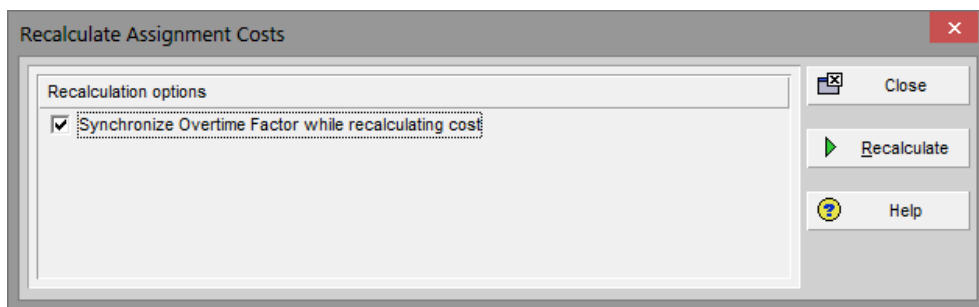 Recalculate Assignment Costs
Recalculation options
Synchronize Overtime Factor while recalculating cost
Close
Recalculate
Help